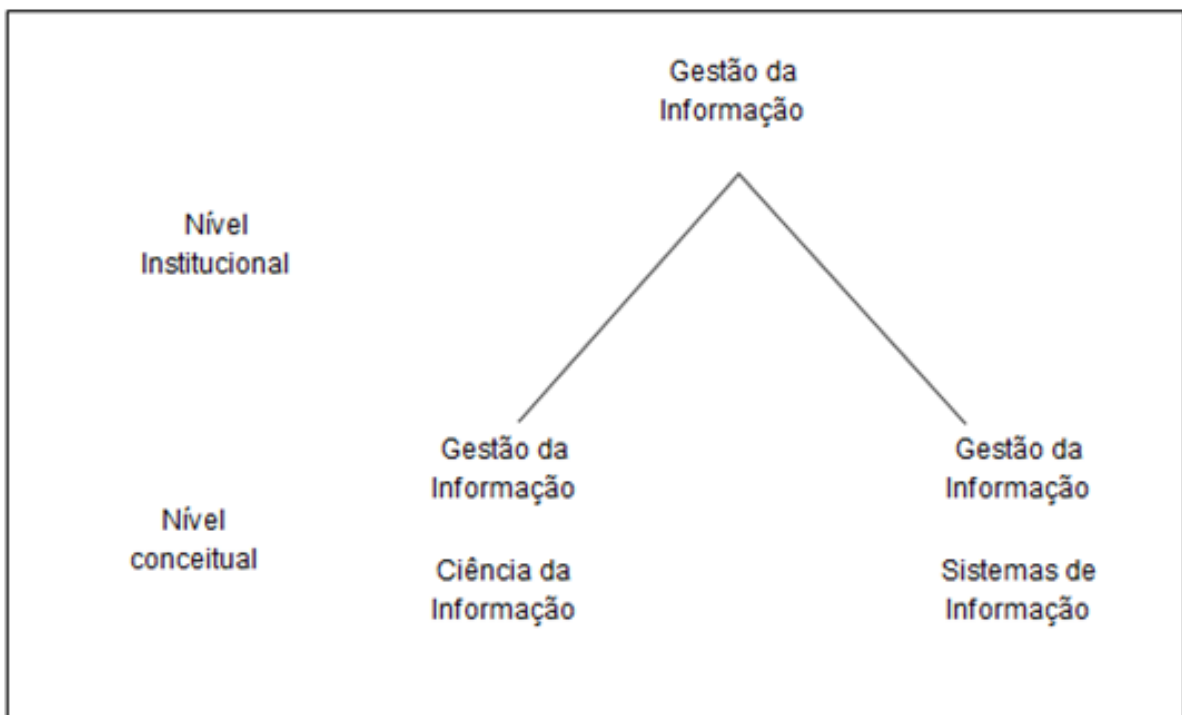 Gestão da
Informação
Nível
Institucional
Gestão da
Informação
Gestão da
Informação
Nível
conceitual
Ciência da
Informação
Sistemas de
Informação